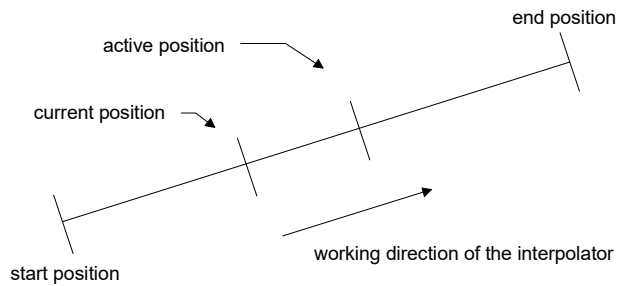 end position
active position
current position
working direction of the interpolator
start position